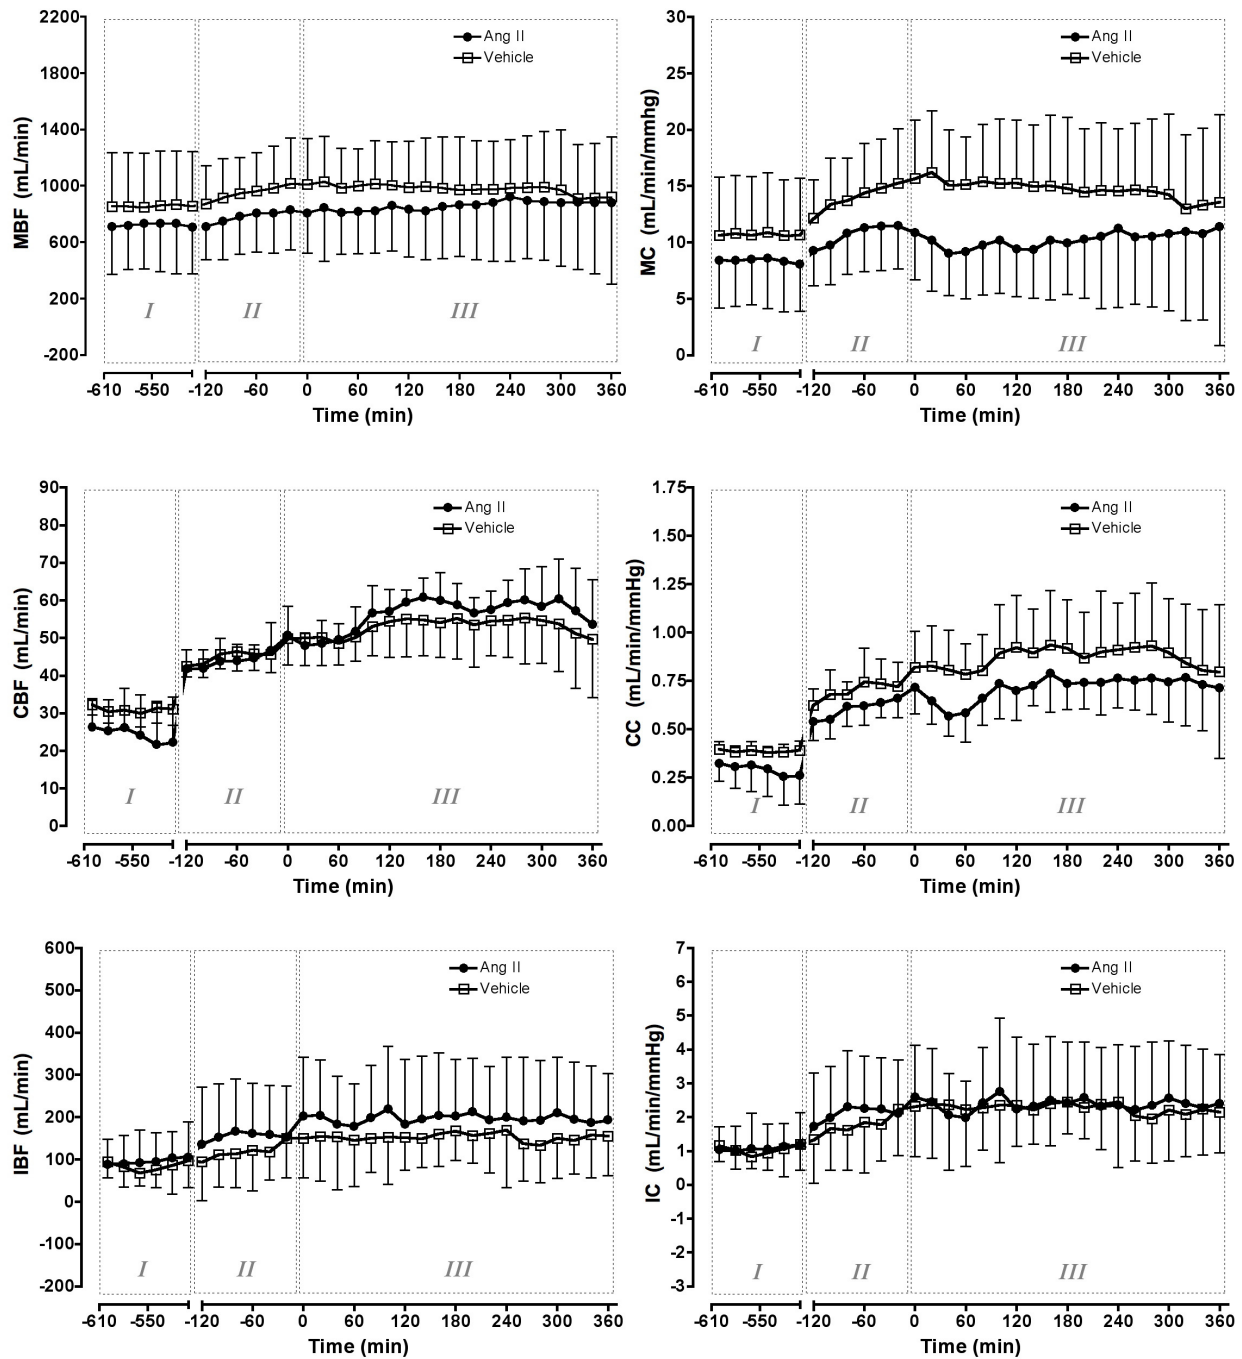 2200
1800
1400
1000
600
200
-200
MBF (mL/min)
Ang II
Vehicle
I II III
-610 -550 -120 -60 0 60 120 180 240 300 360
Time (min)
30
25
20
15
10
5
0
MC (mL/min/mmhg)
Ang II
Vehicle
I II III
-610 -550 -120 -60 0 60 120 180 240 300 360
Time (min)
90
80
70
60
50
40
30
20
10
0
CBF (mL/min)
Ang II
Vehicle
I II III
-610 -550 -120 -60 0 60 120 180 240 300 360
Time (min)
1.75
1.50
1.25
1.00
0.75
0.50
0.25
0.00
CC (mL/min/mmHg)
Ang II
Vehicle
I II III
-610 -550 -120 -60 0 60 120 180 240 300 360
Time (min)
600
500
400
300
200
100
0
-100
-200
IBF (mL/min)
Ang II
Vehicle
I II III
-610 -550 -120 -60 0 60 120 180 240 300 360
Time (min)
7
6
5
4
3
2
1
0
-1
-2
-3
IC (mL/min/mmHg)
Ang II
Vehicle
I II III
-610 -550 -120 -60 0 60 120 180 240 300 360
Time (min)